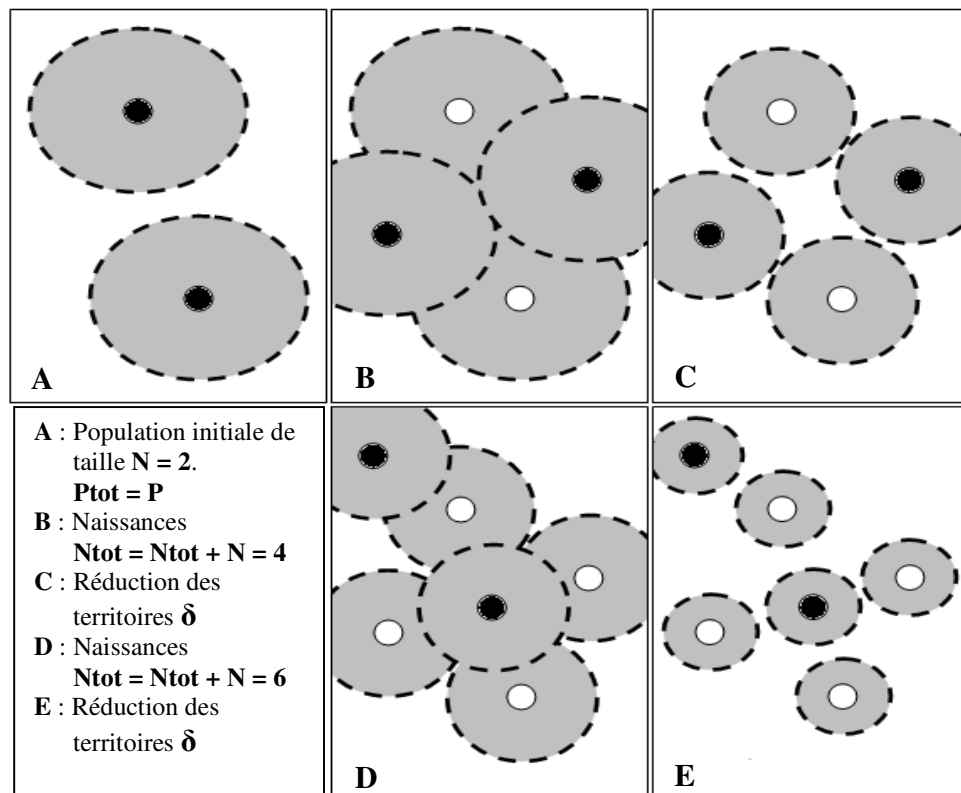 A
B
C
A : Population initiale de
taille N = 2.
Ptot = P
B : Naissances
Ntot = Ntot + N = 4
C : Réduction des
territoires δ
D : Naissances
Ntot = Ntot + N = 6
E : Réduction des
territoires δ
D
E